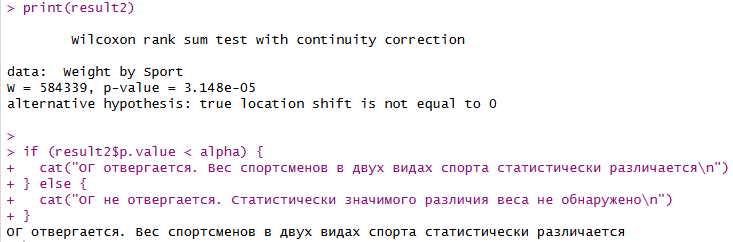 > print(result2)
Wilcoxon rank sum test with continuity correction
data:  Weight by Sport
W = 584339, p-value = 3.148e-05
alternative hypothesis: true location shift is not equal to 0
>
> if (result2$p.value < alpha) {
+   cat("ОГ отвергается. Вес спортсменов в двух видах спорта статистически различается\n")
+ } else {
+   cat("ОГ не отвергается. Статистически значимого различия веса не обнаружено\n")
+ }
ОГ отвергается. Вес спортсменов в двух видах спорта статистически различается